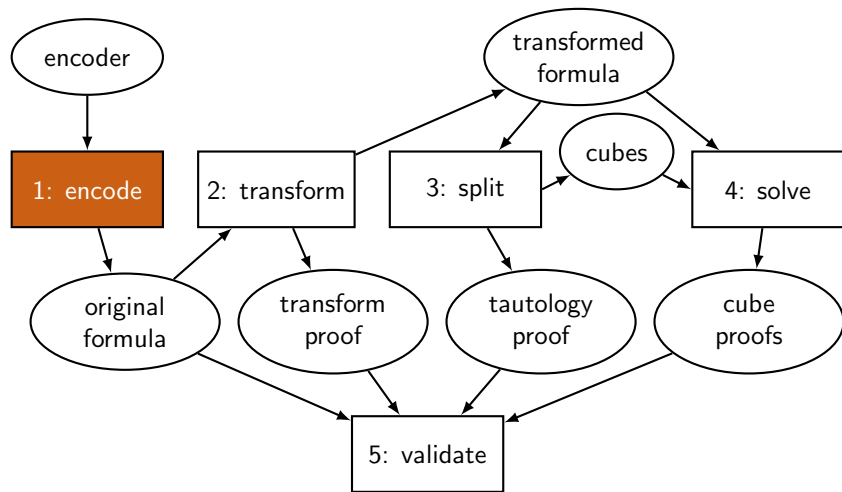 encoder
transformed
formula
cubes
1: encode
2: transform
3: split
4: solve
original
formula
transform
proof
tautology
proof
cube
proofs
5: validate